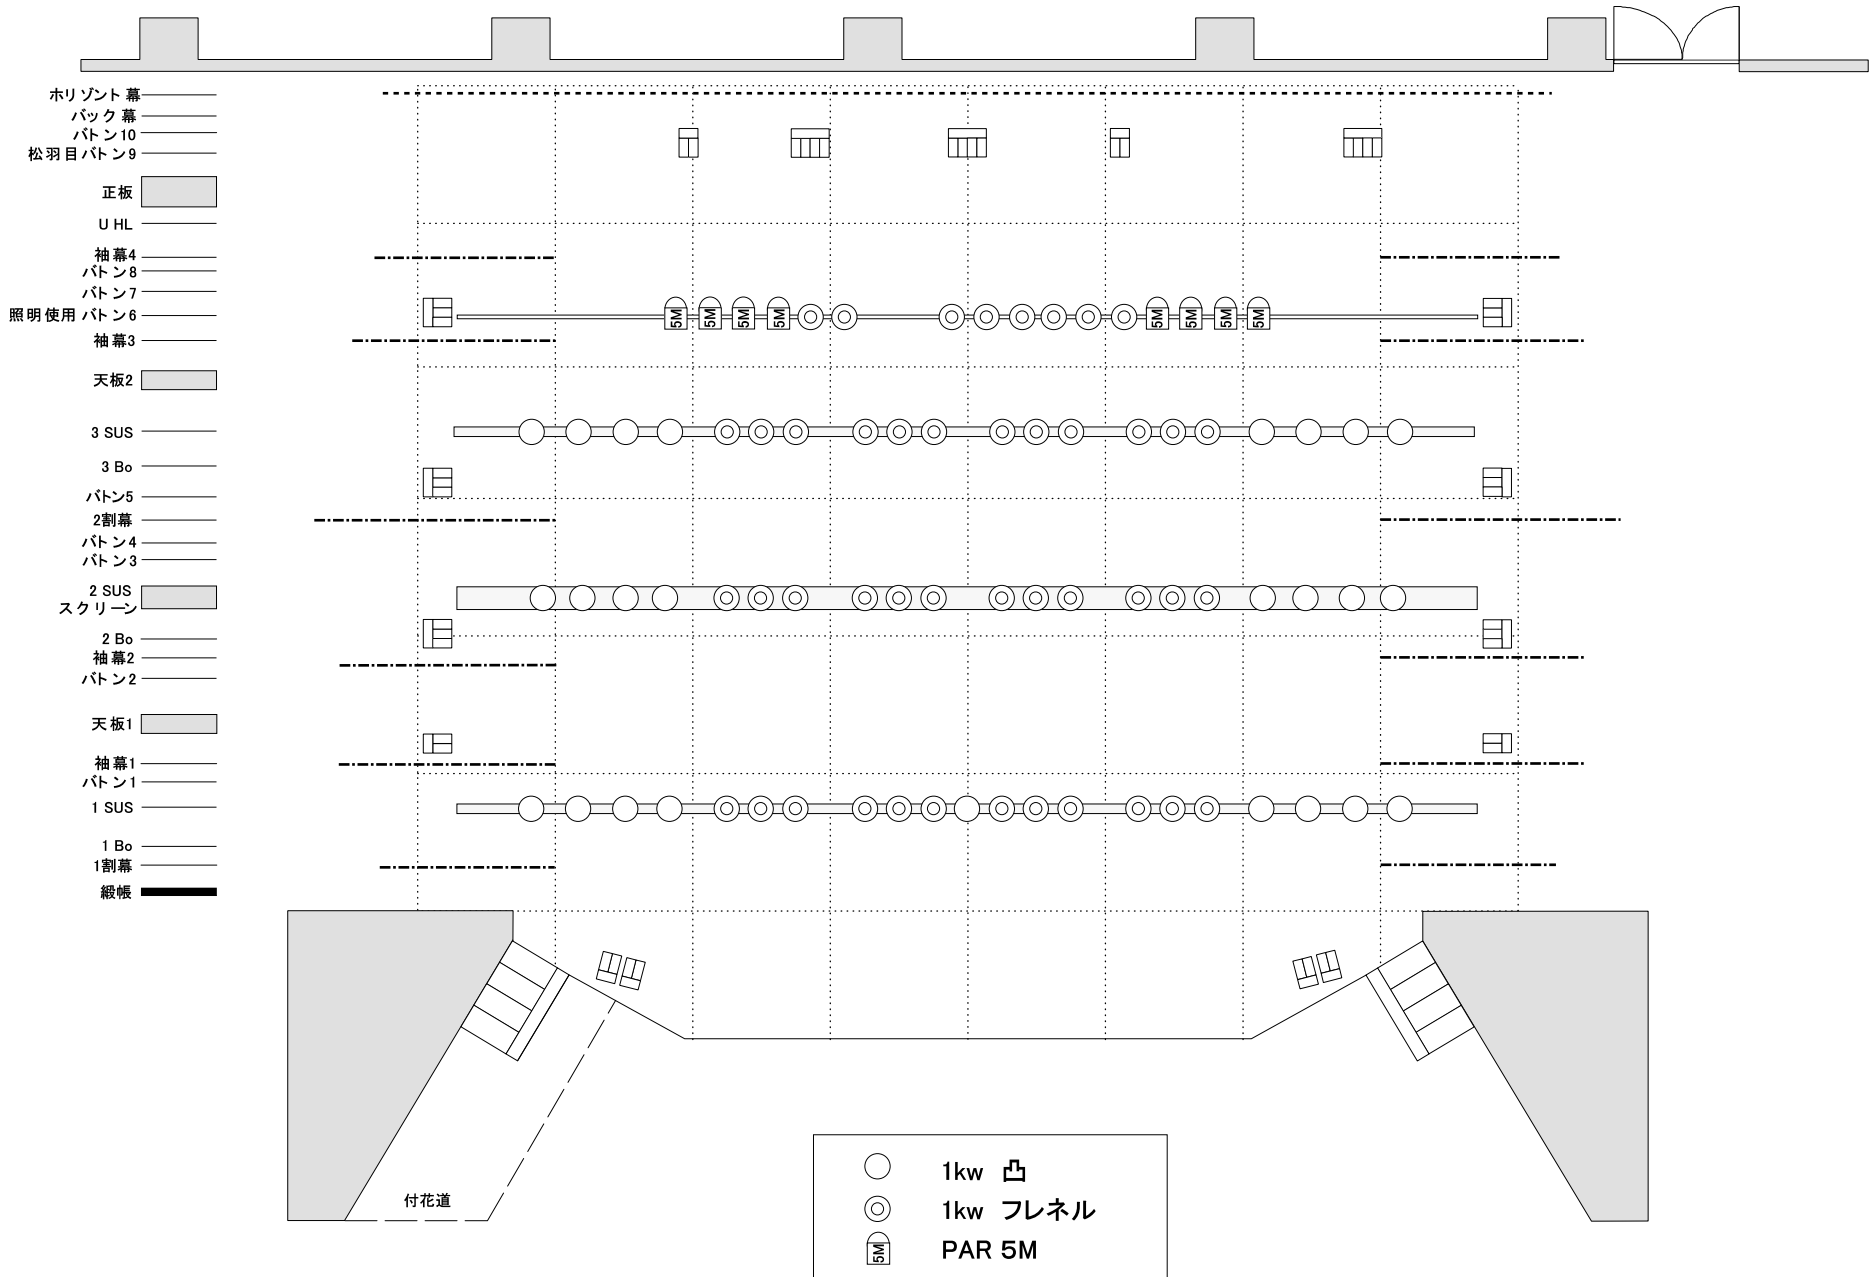 ホリゾント幕
バック幕
バトン10
松羽目バトン9
正板
U HL
袖幕4
バトン8
バトン7
照明使用 バトン6
袖幕3
天板2
3 SUS
3 Bo
バトン5
2割幕
バトン4
バトン3
2 SUS
スクリーン
2 Bo
袖幕2
バトン2
天板1
袖幕1
バトン1
1 SUS
1 Bo
1割幕
緞帳
5M 5M 5M 5M 5M 5M 5M 5M
付花道
1kw 凸
1kw フレネル
5M PAR 5M